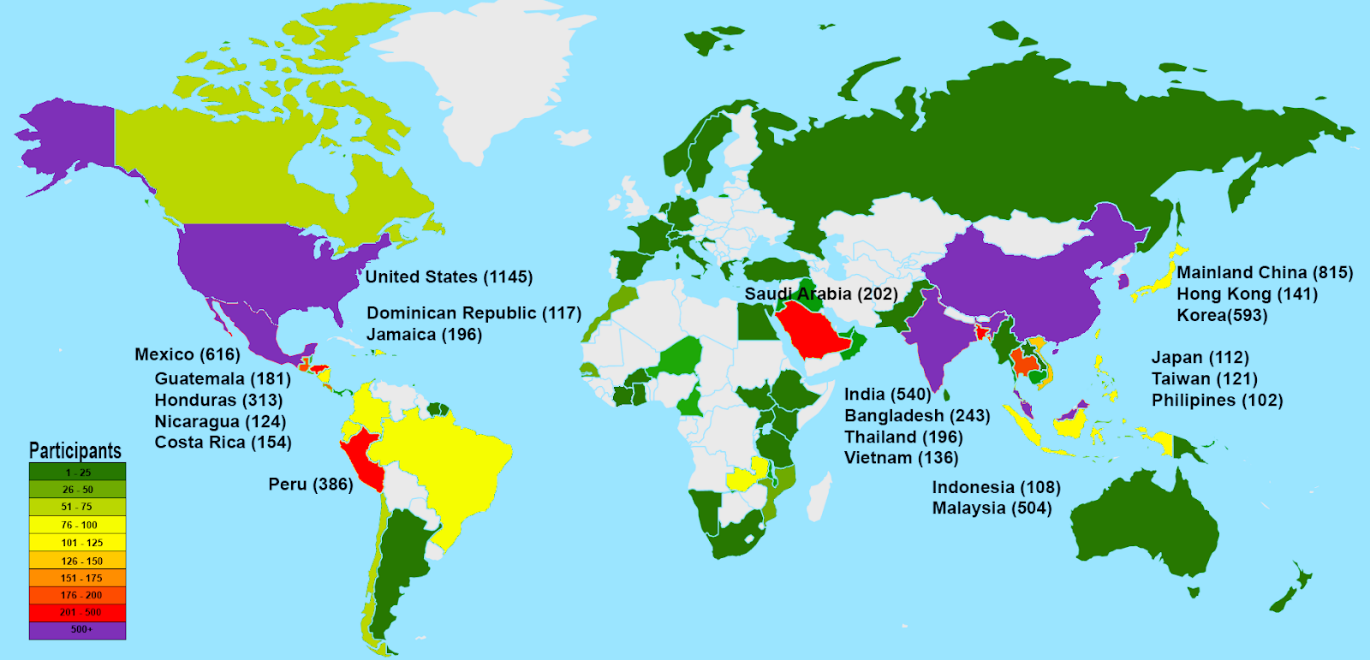 United States (1145)
Dominican Republic (117)
Jamaica (196)
Mexico (616)
Guatemala (181)
Honduras (313)
Nicaragua (124)
Costa Rica (154)
Peru (386)
Saudi Arabia (202)
India (540)
Bangladesh (243)
Thailand (196)
Vietnam (136)
Indonesia (108)
Malaysia (504)
Mainland China (815)
Hong Kong (141)
Korea(593)
Japan (112)
Taiwan (121)
Philipines (102)
Participants
1 - 25
26 - 50
51 - 75
76 - 100
101 - 125
126 - 150
151 - 175
176 - 200
201 - 500
500+